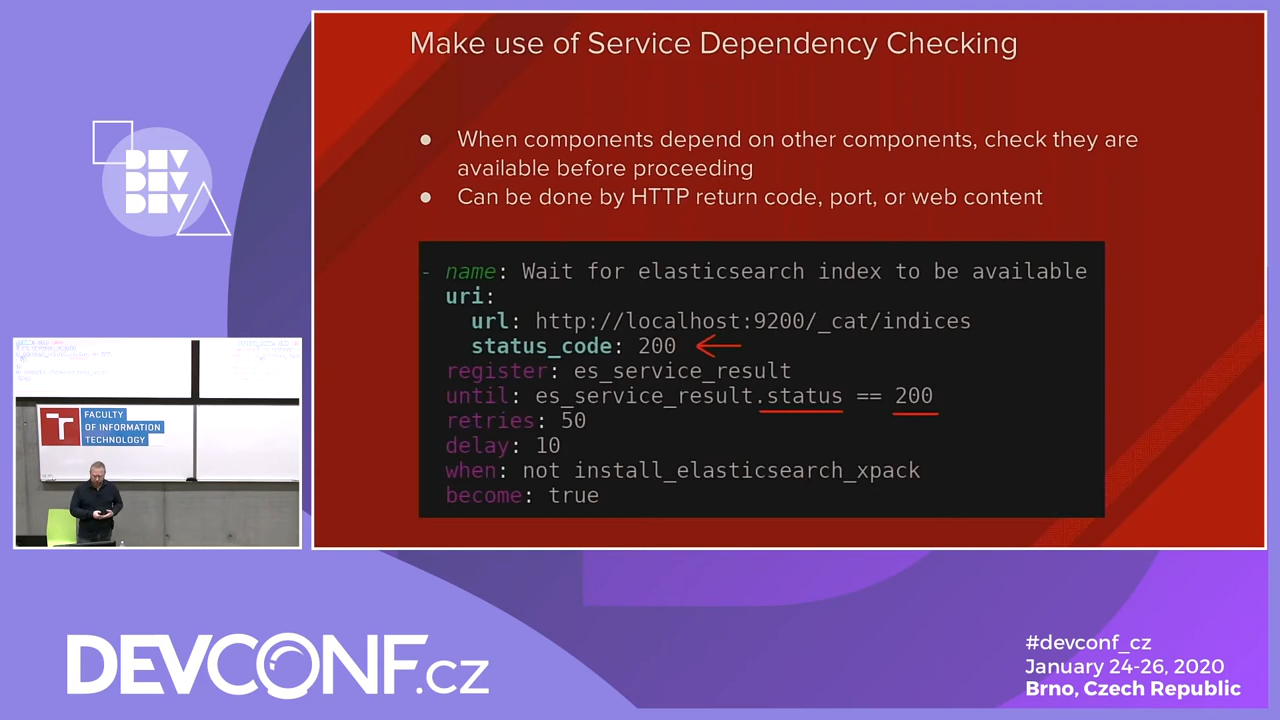 Make use of Service Dependency Checking
● When components depend on other components, check they are
available before proceeding
● Can be done by HTTP return code, port, or web content
- name: Wait for elasticsearch index to be available
uri:
url: http://localhost:9200/_cat/indices
status_code: 200
register: es_service_result
until: es_service_result.status == 200
retries: 50
delay: 10
when: not install_elasticsearch_xpack
become: true
DEV
DEV
DEV
FACULTY
OF INFORMATION
TECHNOLOGY
DEVCONF.cz
#devconf_cz
January 24-26, 2020
Brno, Czech Republic